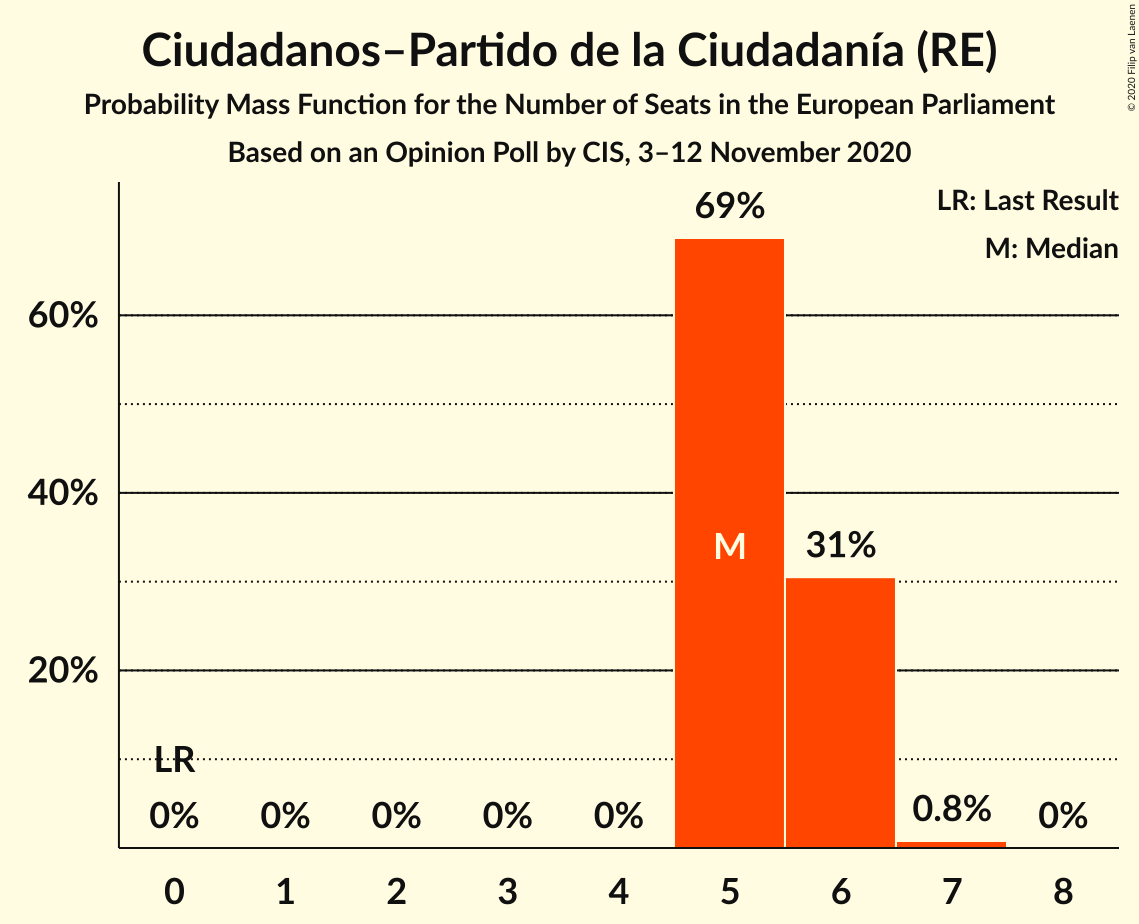 Ciudadanos–Partido de la Ciudadanía (RE)
Probability Mass Function for the Number of Seats in the European Parliament
Based on an Opinion Poll by CIS, 3–12 November 2020
© 2020 Filip van Laenen
LR: Last Result
M: Median
69%
60%
40%
M
31%
20%
LR
0%
0%
0%
0%
0%
0.8%
0%
0 1 2 3 4 5 6 7 8